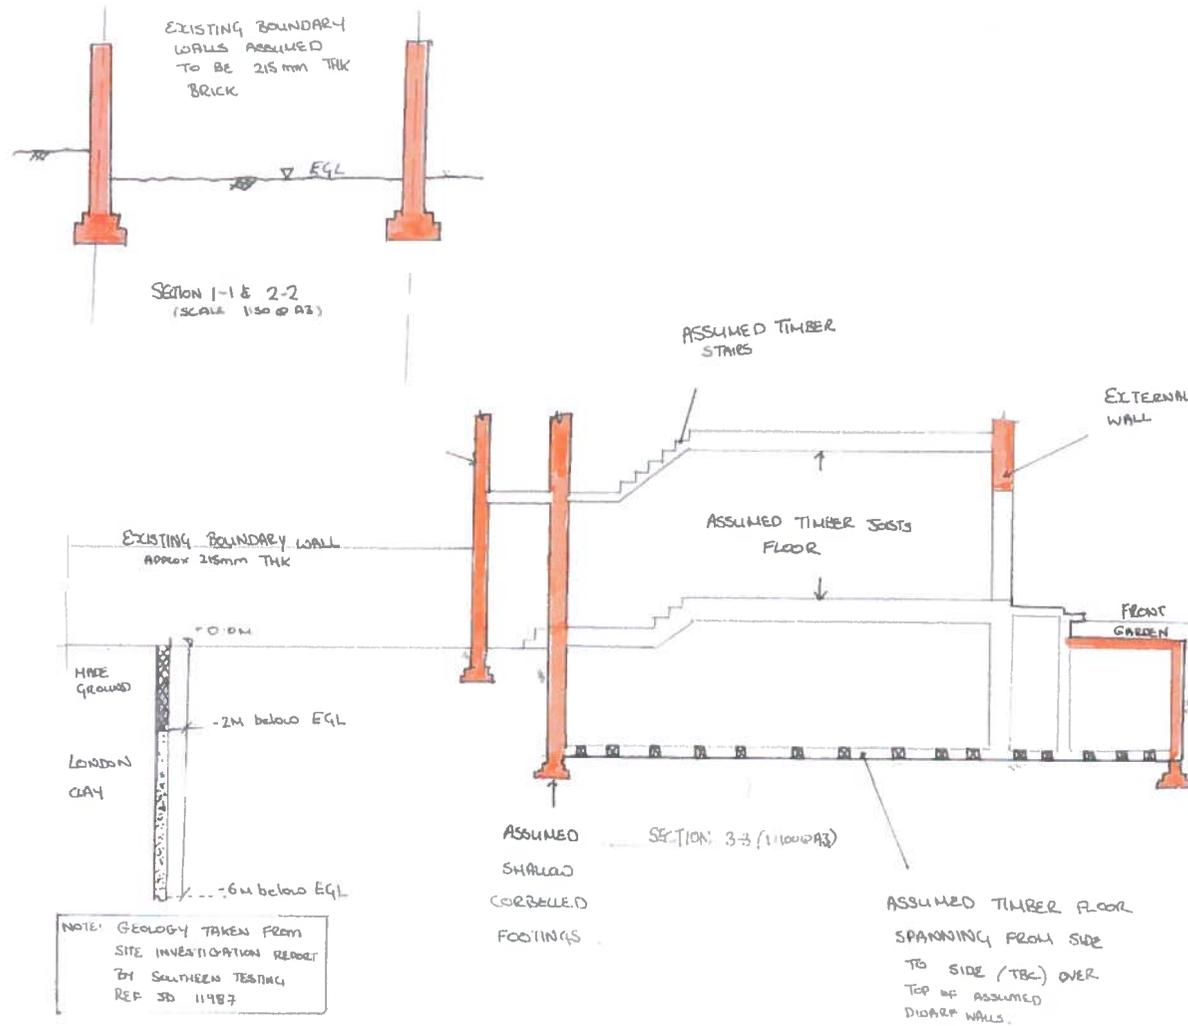 EXISTING BOUNDARY
WALLS ASSUMED
TO BE 215mm THK
BRICK
EGL
SECTION 1-1 & 2-2
(SCALE 1:50 @ A3)
ASSUMED TIMBER
STAIRS
EXTERNAL
WALL
ASSUMED TIMBER JOISTS
FLOOR
EXISTING BOUNDARY WALL
APPROX 215mm THK
FRONT
GARDEN
-0.0M
MADE
GROUND
-2M below EGL
LONDON
CLAY
-6M below EGL
ASSUMED
SHALLOW
CORBELLED
FOOTINGS
SECTION 3-3 (1:100@A3)
ASSUMED TIMBER FLOOR
SPANNING FROM SIDE
TO SIDE (TBC) OVER
TOP OF ASSUMED
DWARF WALLS.
NOTE: GEOLOGY TAKEN FROM
SITE INVESTIGATION REPORT
BY SOUTHERN TESTING
REF JD 11987